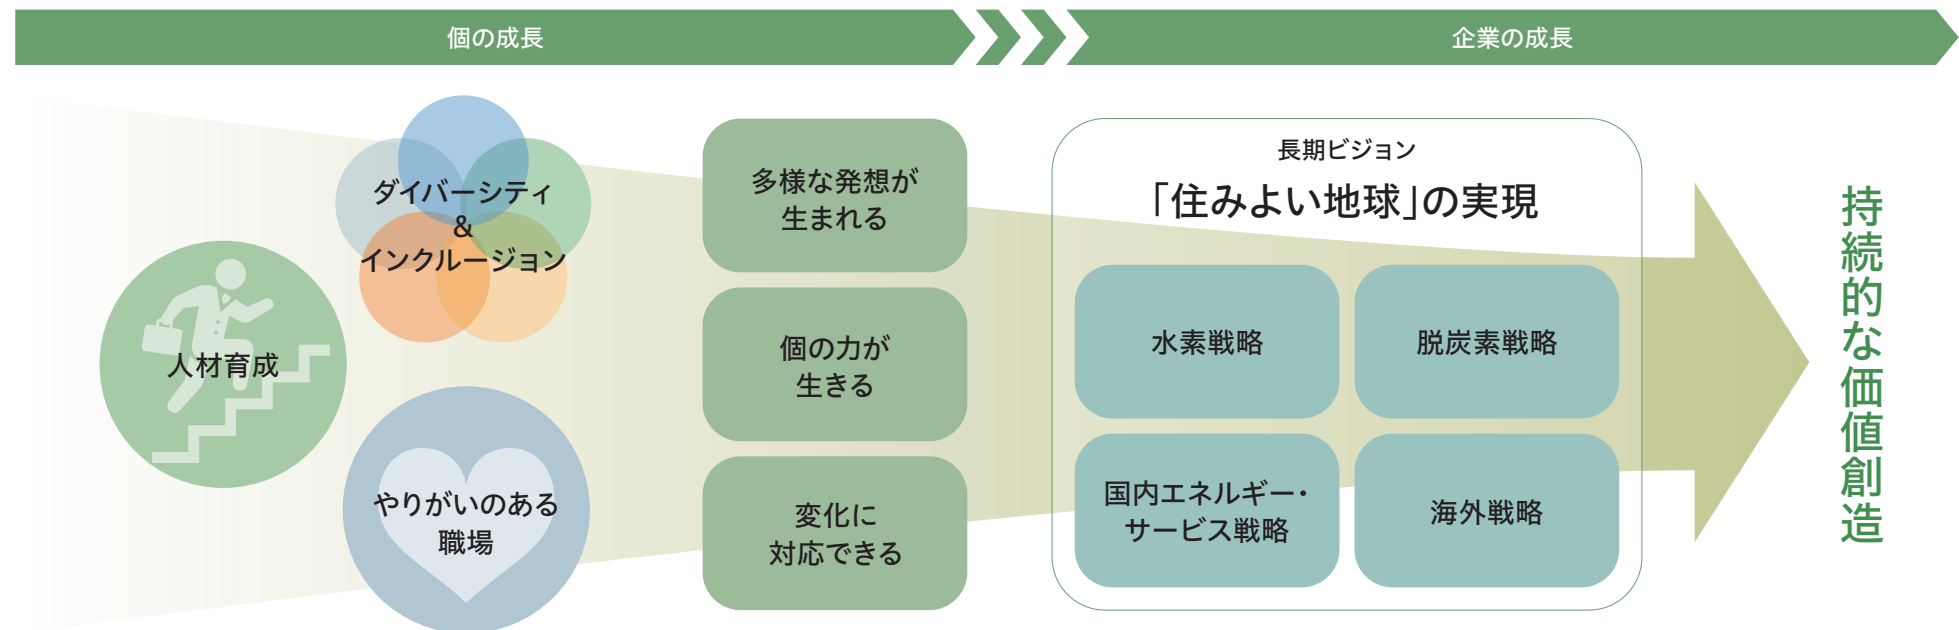 個の成長
企業の成長
人材育成
ダイバーシティ
&
インクルージョン
やりがいのある
職場
多様な発想が
生まれる
個の力が
生きる
変化に
対応できる
長期ビジョン
「住みよい地球」の実現
水素戦略
脱炭素戦略
国内エネルギー・
サービス戦略
海外戦略
持続的な価値創造